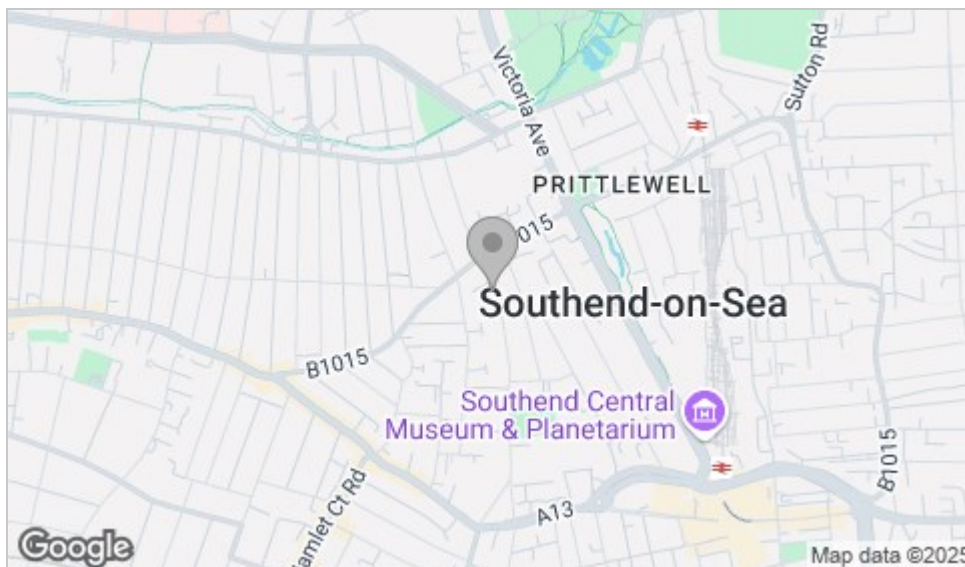 Victoria Ave
Sutton Rd
PRITTLEWELL
015
Southend-on-Sea
B1015
Southend Central
Museum & Planetarium
B1015
A13
Hamlet Ct Rd
Google
Map data ©2025